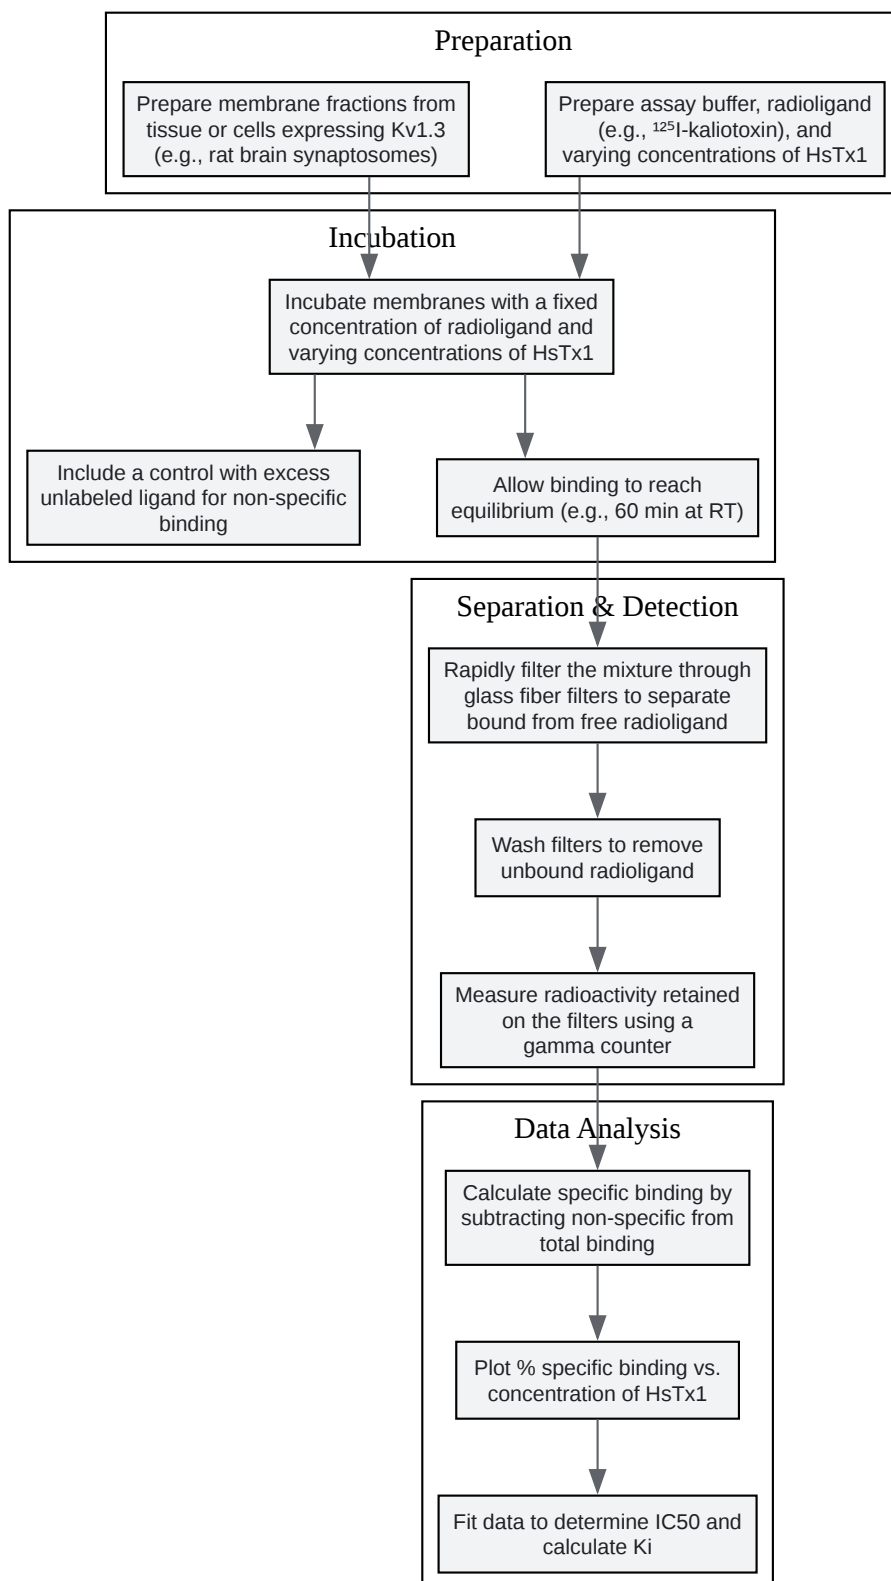 Preparation
Prepare membrane fractions from
tissue or cells expressing Kv1.3
(e.g., rat brain synaptosomes)
Prepare assay buffer, radioligand
(e.g., ¹²⁵I-kaliotoxin), and
varying concentrations of HsTx1
Incubation
Incubate membranes with a fixed
concentration of radioligand and
varying concentrations of HsTx1
Include a control with excess
unlabeled ligand for non-specific
binding
Allow binding to reach
equilibrium (e.g., 60 min at RT)
Separation & Detection
Rapidly filter the mixture through
glass fiber filters to separate
bound from free radioligand
Wash filters to remove
unbound radioligand
Measure radioactivity retained
on the filters using a
gamma counter
Data Analysis
Calculate specific binding by
subtracting non-specific from
total binding
Plot % specific binding vs.
concentration of HsTx1
Fit data to determine IC50 and
calculate Ki